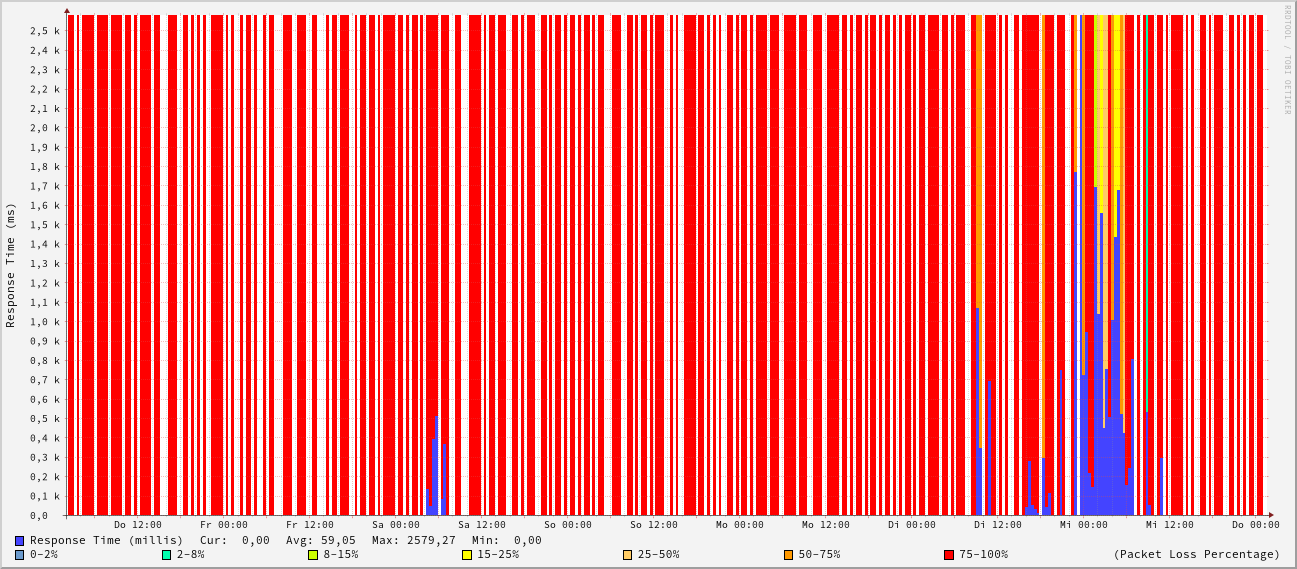 RRDTOOL / TOBI OETIKER
Response Time (ms)
2,5 k
2,4 k
2,3 k
2,2 k
2,1 k
2,0 k
1,9 k
1,8 k
1,7 k
1,6 k
1,5 k
1,4 k
1,3 k
1,2 k
1,1 k
1,0 k
0,9 k
0,8 k
0,7 k
0,6 k
0,5 k
0,4 k
0,3 k
0,2 k
0,1 k
0,0
Do 12:00 Fr 00:00 Fr 12:00 Sa 00:00 Sa 12:00 So 00:00 So 12:00 Mo 00:00 Mo 12:00 Di 00:00 Di 12:00 Mi 00:00 Mi 12:00 Do 00:00
Response Time (millis) Cur: 0,00 Avg: 59,05 Max: 2579,27 Min: 0,00
0-2% 2-8% 8-15% 15-25% 25-50% 50-75% 75-100% (Packet Loss Percentage)